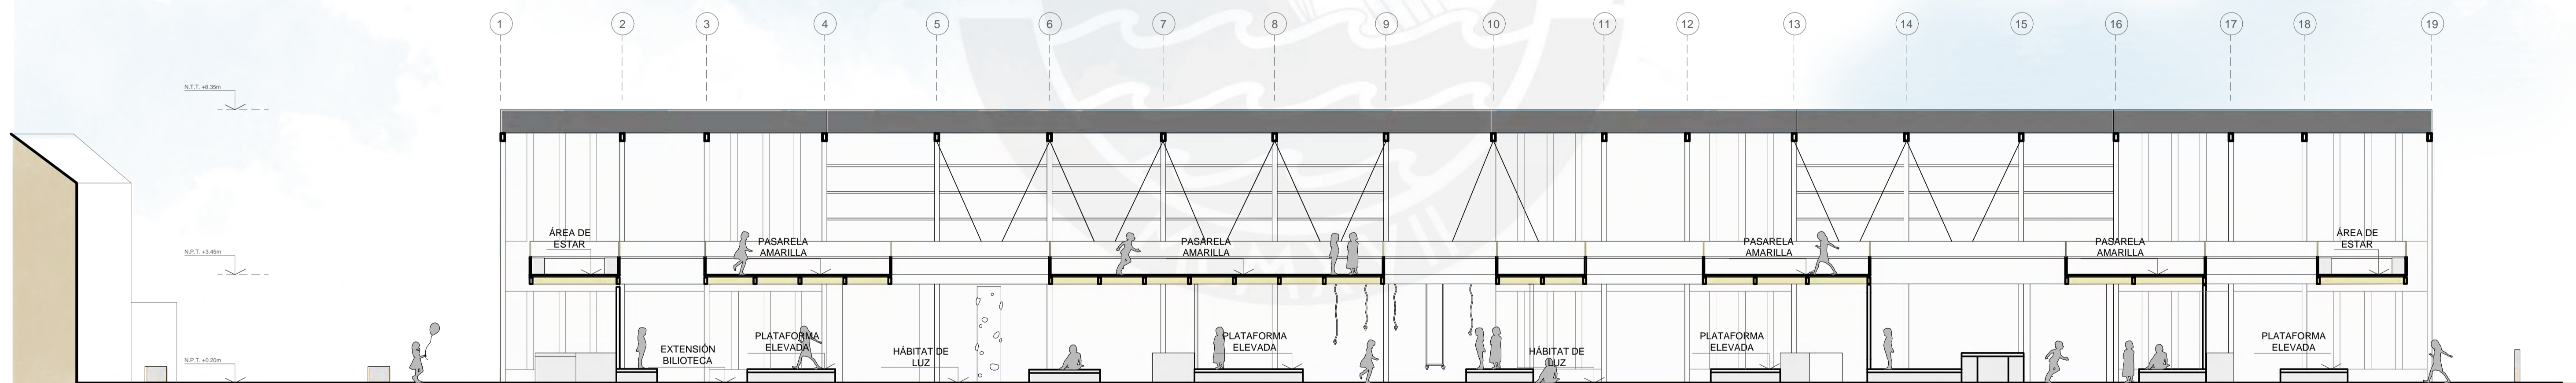 1 2 3 4 5 6 7 8 9 10 11 12 13 14 15 16 17 18 19
N.T.T. +8.35m
N.P.T. +3.45m
N.P.T. +0.20m
ÁREA DE
ESTAR
PASARELA
AMARILLA
PASARELA
AMARILLA
PASARELA
AMARILLA
PASARELA
AMARILLA
ÁREA DE
ESTAR
EXTENSIÓN
BILIOTECA
PLATAFORMA
ELEVADA
HÁBITAT DE
LUZ
PLATAFORMA
ELEVADA
HÁBITAT DE
LUZ
PLATAFORMA
ELEVADA
PLATAFORMA
ELEVADA